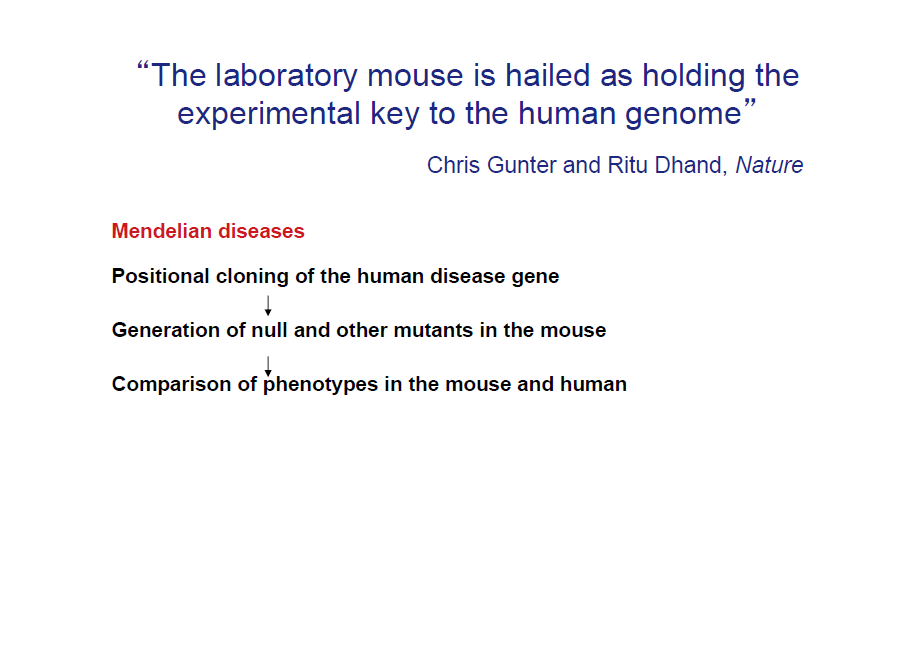 “The laboratory mouse is hailed as holding the
experimental key to the human genome”
Chris Gunter and Ritu Dhand, Nature
Mendelian diseases
Positional cloning of the human disease gene
Generation of null and other mutants in the mouse
Comparison of phenotypes in the mouse and human